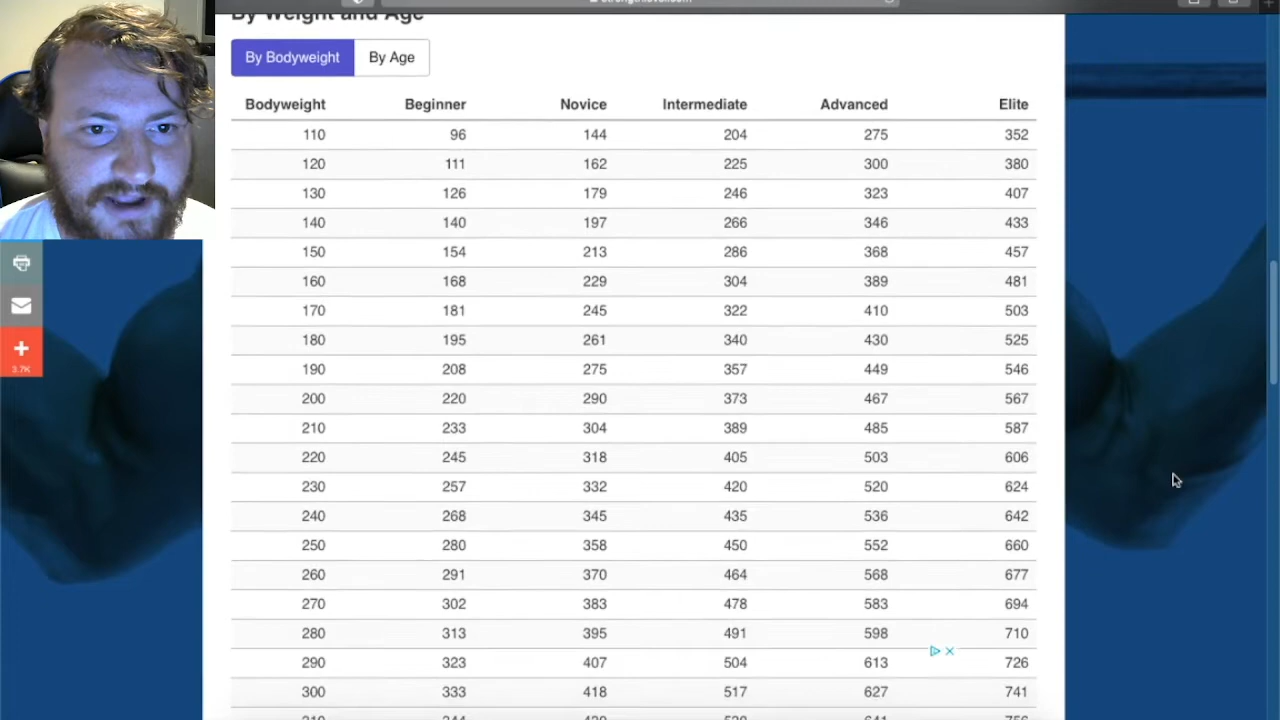 By Weight and Age
By Bodyweight By Age
Bodyweight Beginner Novice Intermediate Advanced Elite
110 96 144 204 275 352
120 111 162 225 300 380
130 126 179 246 323 407
140 140 197 266 346 433
150 154 213 286 368 457
160 168 229 304 389 481
170 181 245 322 410 503
180 195 261 340 430 525
190 208 275 357 449 546
200 220 290 373 467 567
210 233 304 389 485 587
220 245 318 405 503 606
230 257 332 420 520 624
240 268 345 435 536 642
250 280 358 450 552 660
260 291 370 464 568 677
270 302 383 478 583 694
280 313 395 491 598 710
290 323 407 504 613 726
300 333 418 517 627 741
3.7K